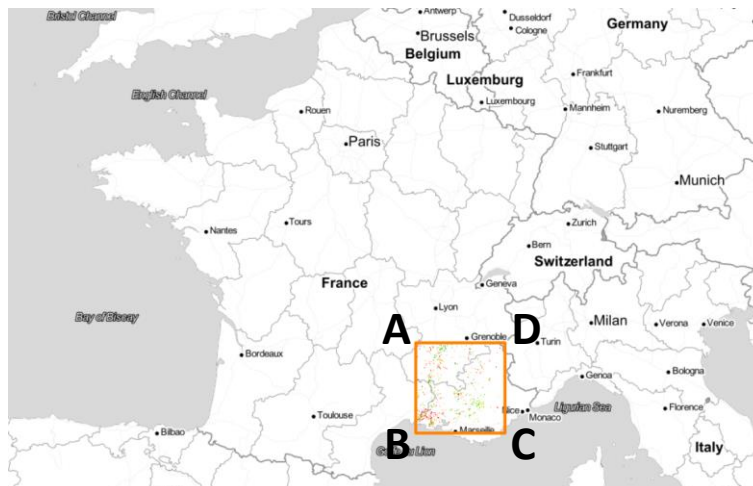 Bristol Channel
Antwerp
Brussels
Belgium
Dusseldorf
Cologne
Germany
Luxemburg
Luxembourg
Frankfurt
English Channel
Rouen
Mannheim
Nuremberg
Paris
Stuttgart
Munich
Nantes
Tours
Zurich
Bern
Switzerland
France
Geneva
Bay of Biscay
Lyon
Milan
Verona
Venice
A
Grenoble
D
Turin
Bordeaux
Genoa
Bologna
Toulouse
Nice
Monaco
Ligurian Sea
Florence
Bilbao
B
Marseille
C
Lion
Italy